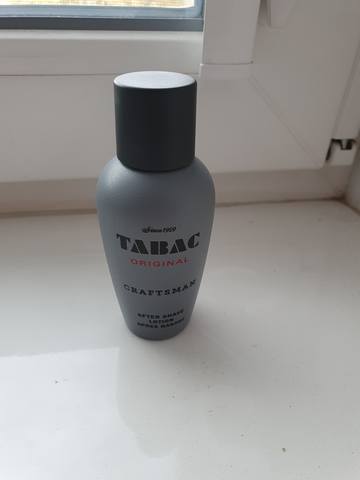 Since 1959
TABAC
ORIGINAL
CRAFTSMAN
AFTER SHAVE
LOTION
APRÈS RASAGE